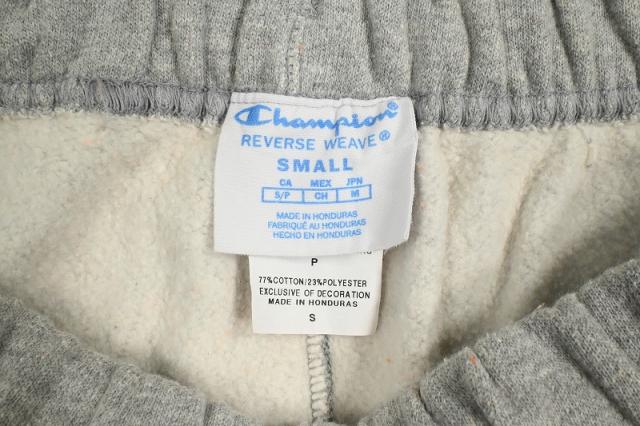 Champion®
REVERSE WEAVE®
SMALL
CA MEX JPN
S/P CH M
MADE IN HONDURAS
FABRIQUÉ AU HONDURAS
HECHO EN HONDURAS
P
77%COTTON/23%POLYESTER
EXCLUSIVE OF DECORATION
MADE IN HONDURAS
S